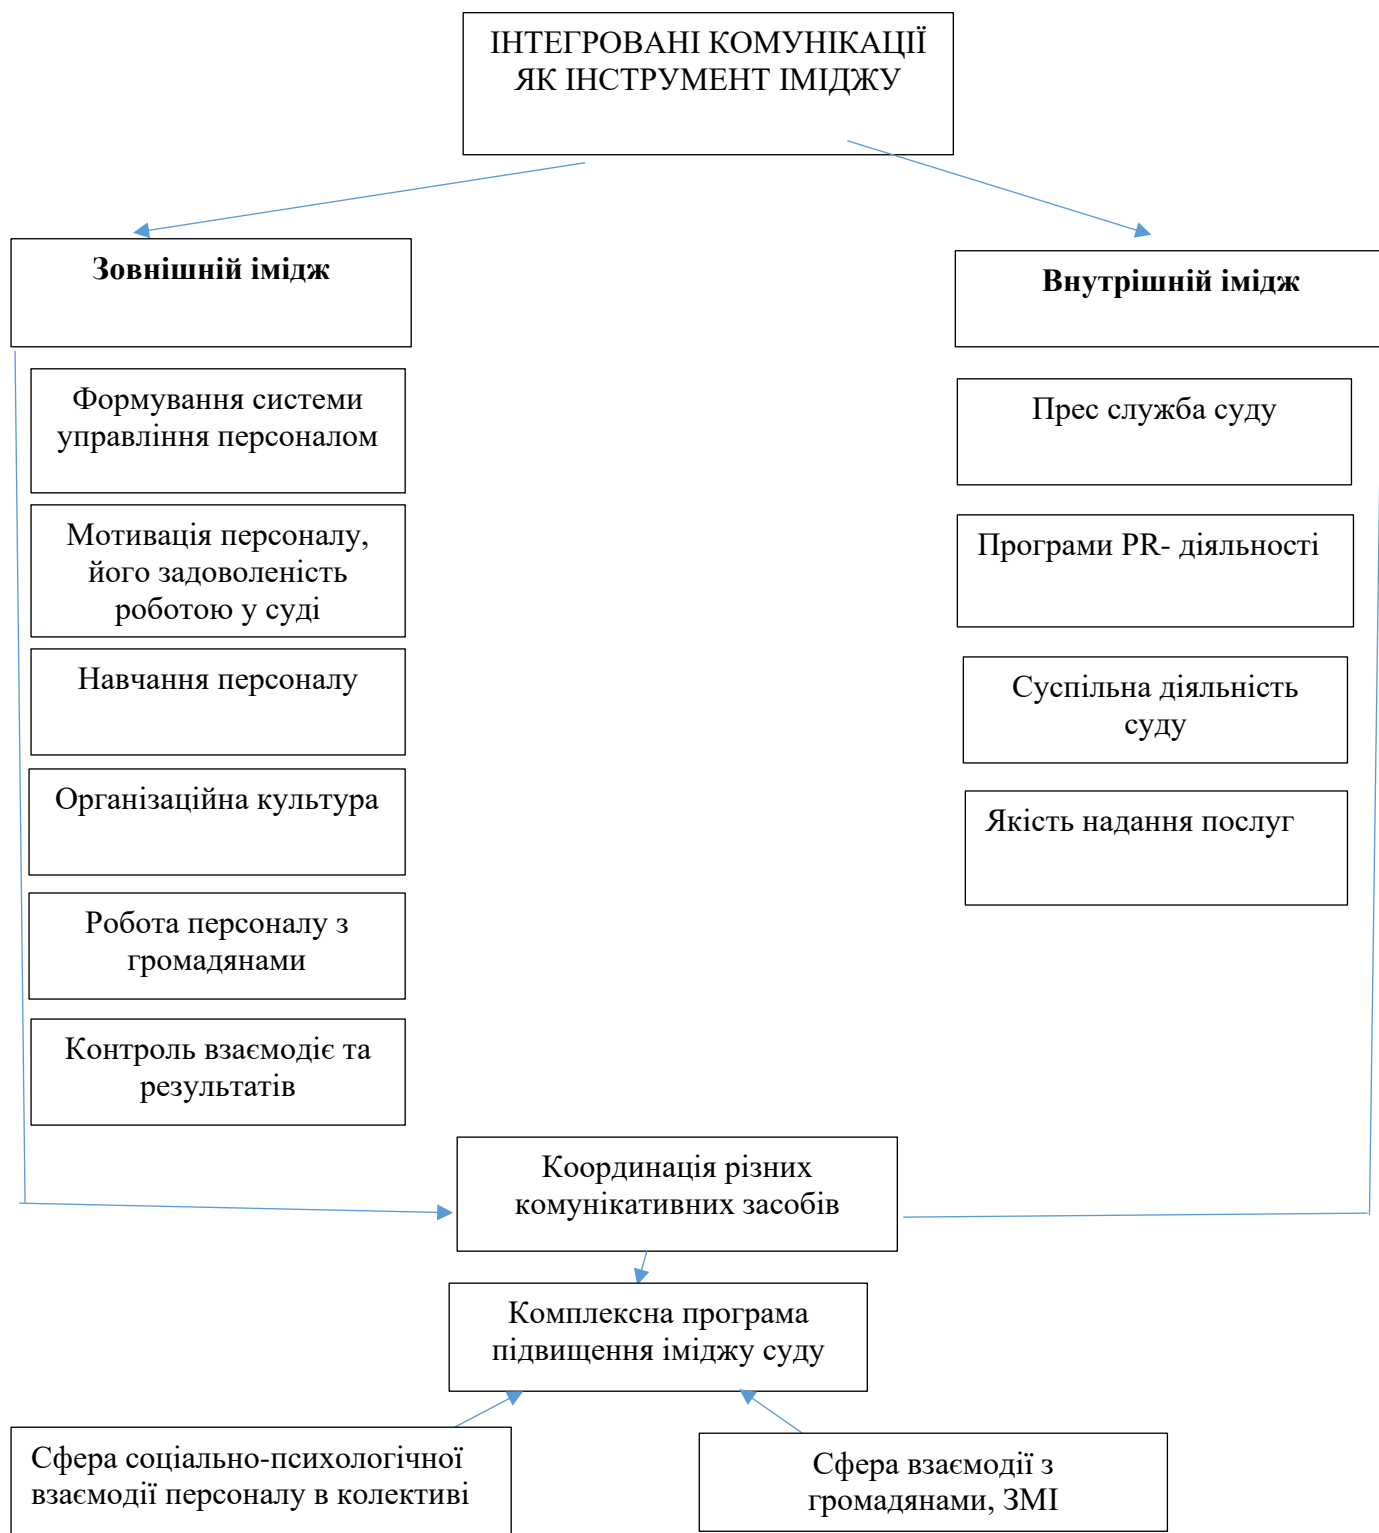 ІНТЕГРОВАНІ КОМУНІКАЦІЇ
ЯК ІНСТРУМЕНТ ІМІДЖУ
Зовнішній імідж
Внутрішній імідж
Формування системи
управління персоналом
Мотивація персоналу,
його задоволеність
роботою у суді
Навчання персоналу
Організаційна культура
Робота персоналу з
громадянами
Контроль взаємодіє та
результатів
Прес служба суду
Програми PR- діяльності
Суспільна діяльність
суду
Якість надання послуг
Координація різних
комунікативних засобів
Комплексна програма
підвищення іміджу суду
Сфера соціально-психологічної
взаємодії персоналу в колективі
Сфера взаємодії з
громадянами, ЗМІ